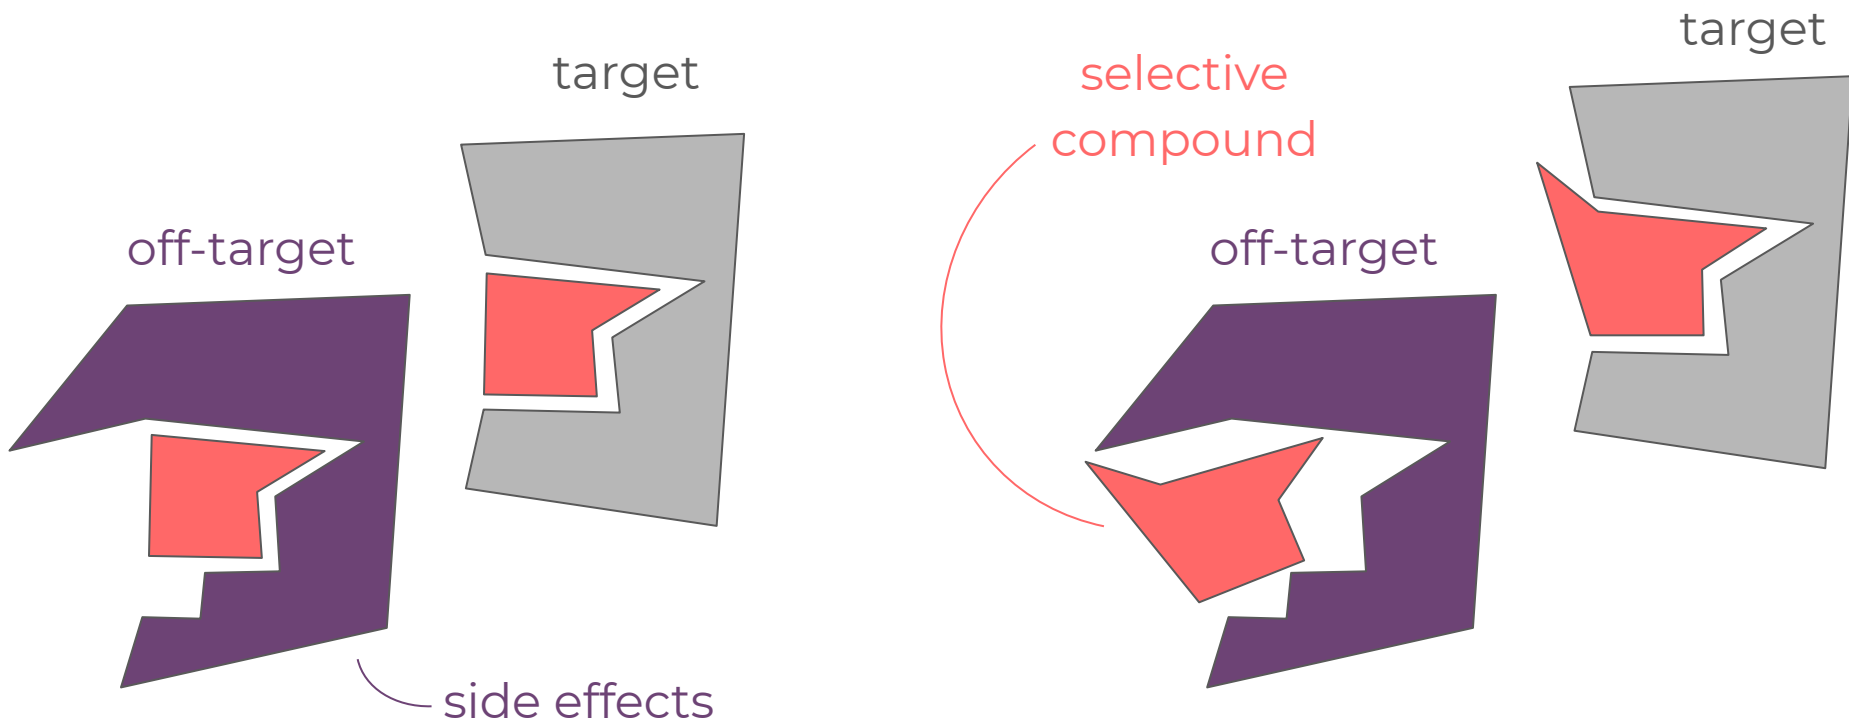 target
off-target
side effects
selective
compound
off-target
target